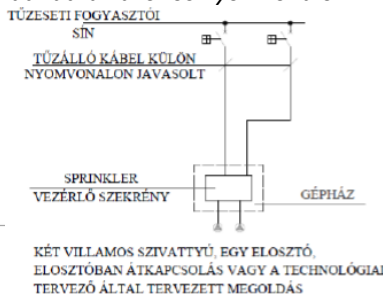 TŰZESETI FOGYASZTÓI
SÍN
TŰZÁLLÓ KÁBEL KÜLÖN
NYOMVONALON JAVASOLT
SPRINKLER
VEZÉRLŐ SZEKRÉNY
GÉPHÁZ
KÉT VILLAMOS SZIVATTYÚ, EGY ELOSZTÓ,
ELOSZTÓBAN ÁTKAPCSOLÁS VAGY A TECHNOLÓGIAI
TERVEZŐ ÁLTAL TERVEZETT MEGOLDÁS